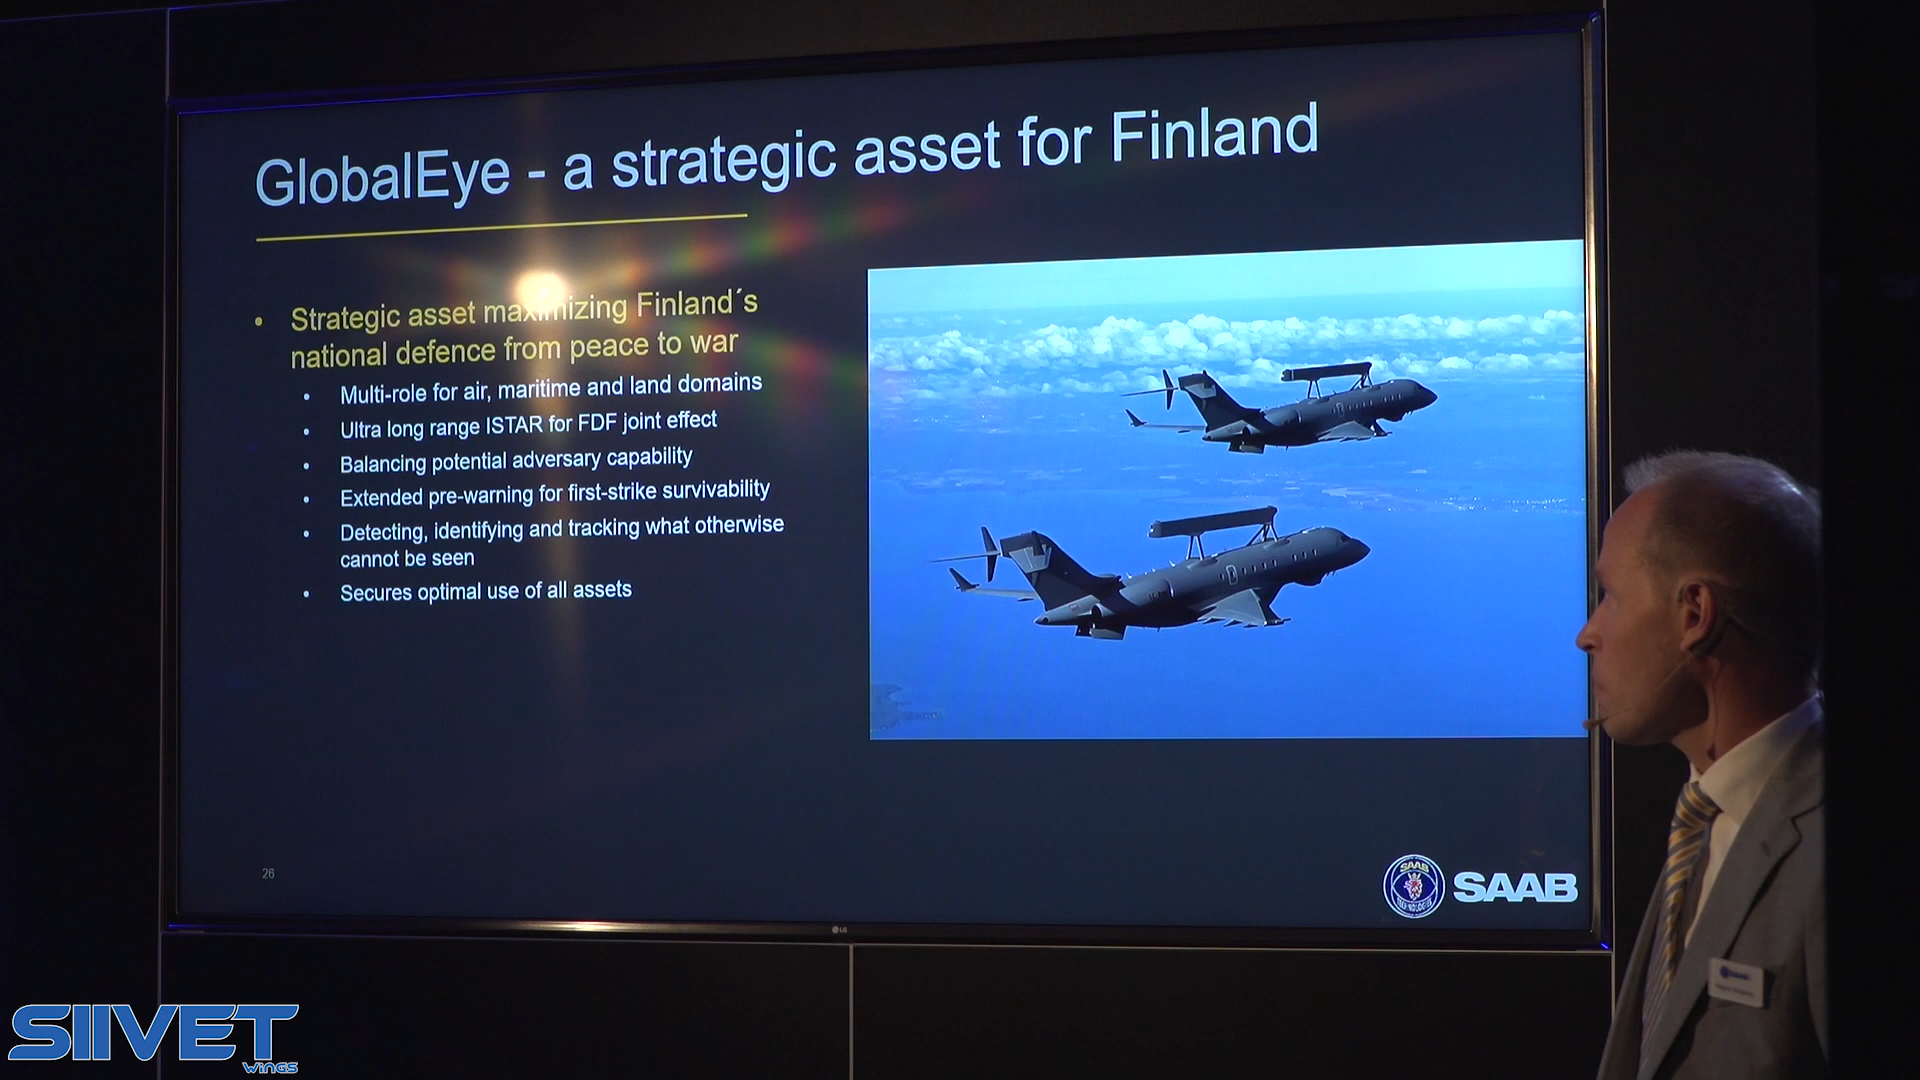 GlobalEye - a strategic asset for Finland
• Strategic asset maximizing Finland´s
national defence from peace to war
• Multi-role for air, maritime and land domains
• Ultra long range ISTAR for FDF joint effect
• Balancing potential adversary capability
• Extended pre-warning for first-strike survivability
• Detecting, identifying and tracking what otherwise
cannot be seen
• Secures optimal use of all assets
26
SAAB
SAAB
LG
SIIVET
WINGS